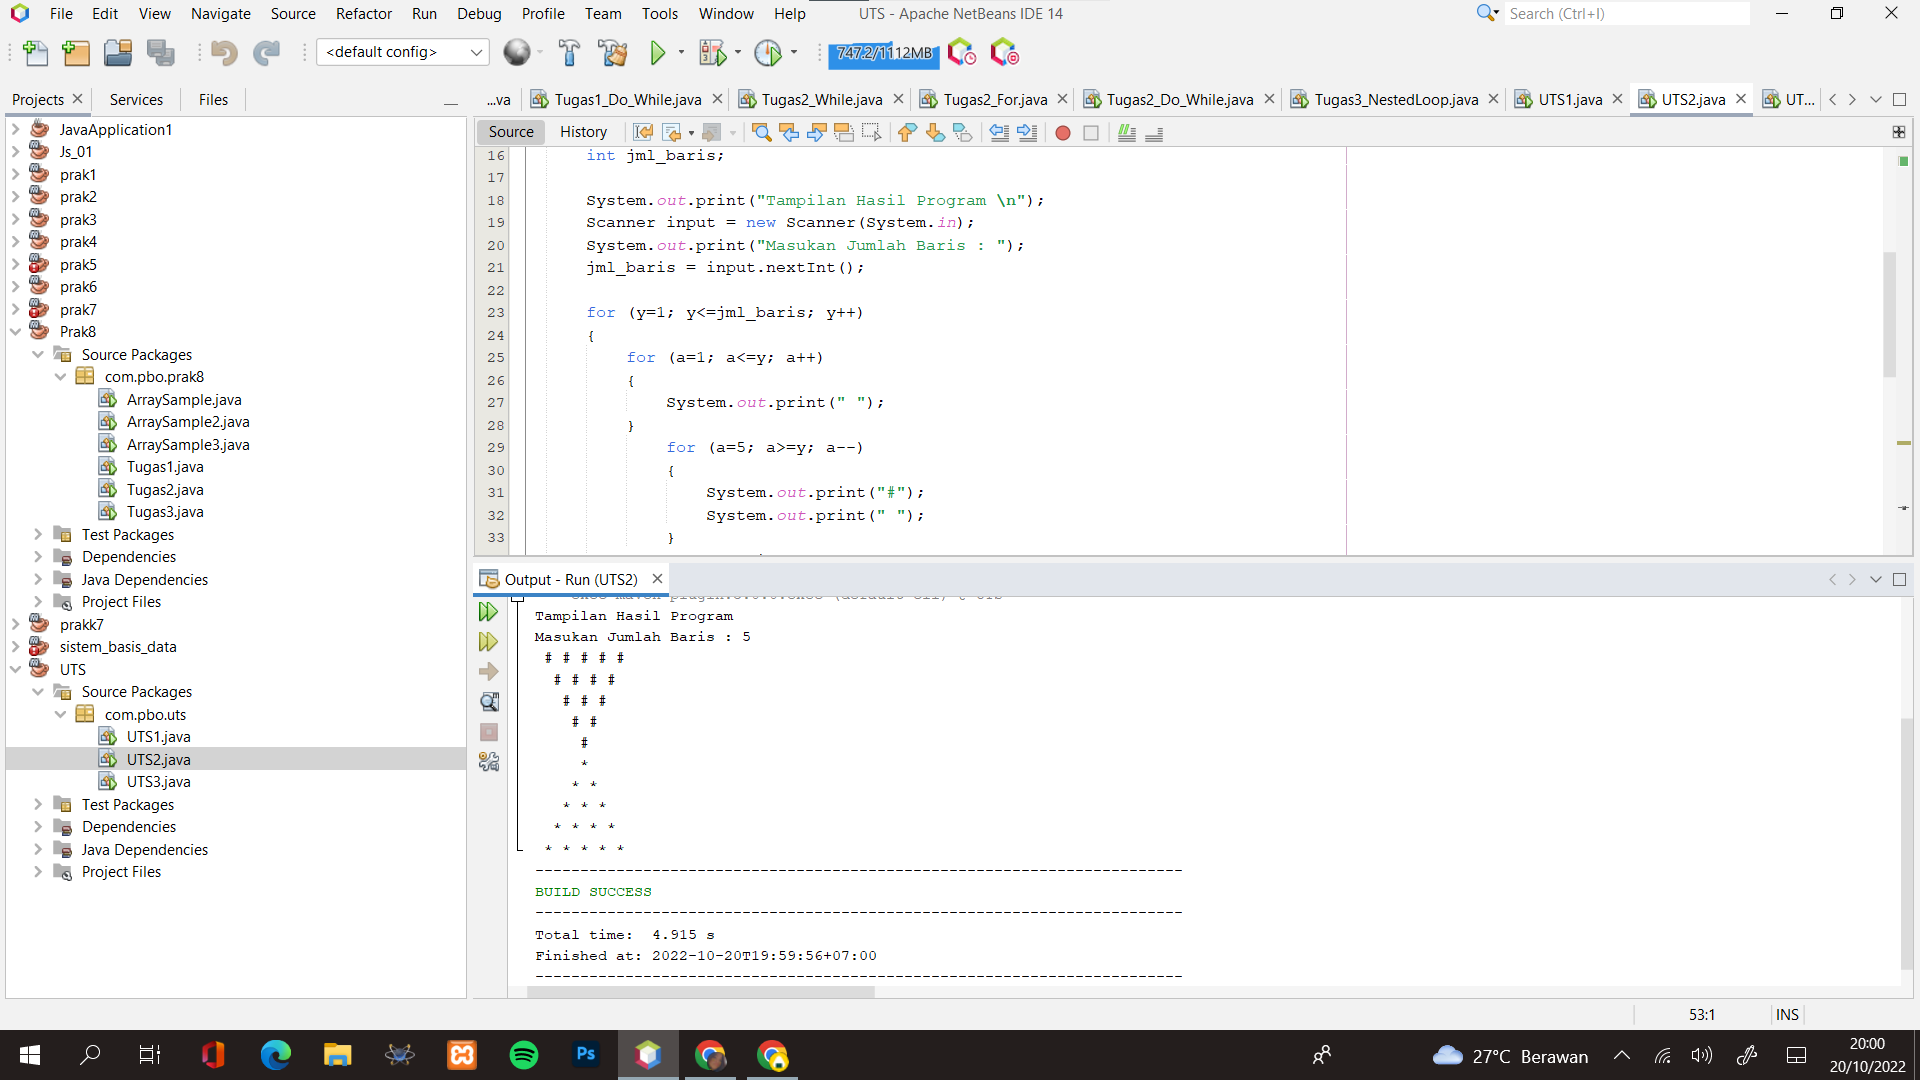 File Edit View Navigate Source Refactor Run Debug Profile Team Tools Window Help UTS - Apache NetBeans IDE 14 Search (Ctrl+I)
<default config> 747.2/1112MB
Projects Services Files
...va Tugas1_Do_While.java Tugas2_While.java Tugas2_For.java Tugas2_Do_While.java Tugas3_NestedLoop.java UTS1.java UTS2.java UT...
Source History
JavaApplication1
Js_01
prak1
prak2
prak3
prak4
prak5
prak6
prak7
Prak8
Source Packages
com.pbo.prak8
ArraySample.java
ArraySample2.java
ArraySample3.java
Tugas1.java
Tugas2.java
Tugas3.java
Test Packages
Dependencies
Java Dependencies
Project Files
prakk7
sistem_basis_data
UTS
Source Packages
com.pbo.uts
UTS1.java
UTS2.java
UTS3.java
Test Packages
Dependencies
Java Dependencies
Project Files
16 int jml_baris;
17
18 System.out.print("Tampilan Hasil Program \n");
19 Scanner input = new Scanner(System.in);
20 System.out.print("Masukan Jumlah Baris : ");
21 jml_baris = input.nextInt();
22
23 for (y=1; y<=jml_baris; y++)
24 {
25 for (a=1; a<=y; a++)
26 {
27 System.out.print(" ");
28 }
29 for (a=5; a>=y; a--)
30 {
31 System.out.print("#");
32 System.out.print(" ");
33 }
Output - Run (UTS2)
Tampilan Hasil Program
Masukan Jumlah Baris : 5
# # # # #
# # # #
# # #
# #
#
*
* *
* * *
* * * *
* * * * *
------------------------------------------------------------------------
BUILD SUCCESS
------------------------------------------------------------------------
Total time:  4.915 s
Finished at: 2022-10-20T19:59:56+07:00
------------------------------------------------------------------------
53:1 INS
Ps
27°C Berawan
20:00
20/10/2022